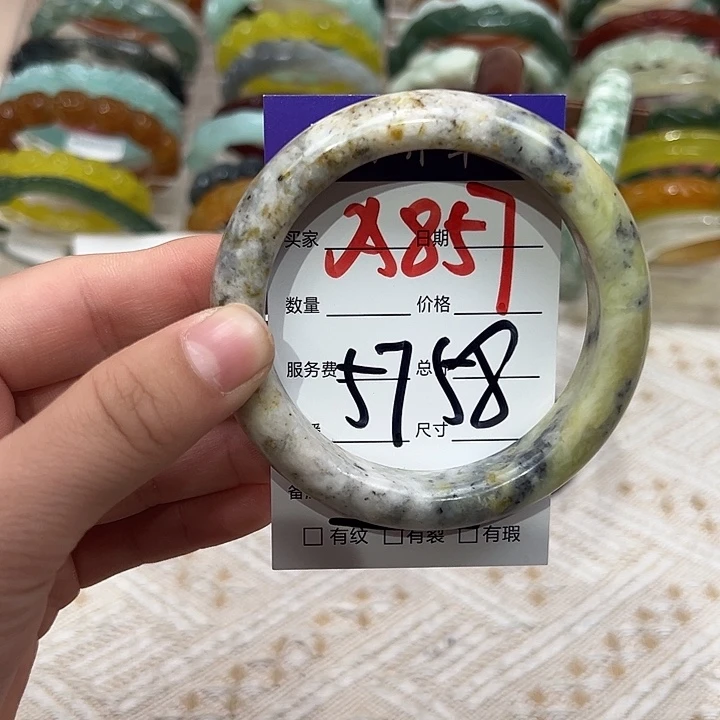 买家 日期
A857
数量 价格
服务费 总
5758
尺寸
备
有纹 有裂 有瑕